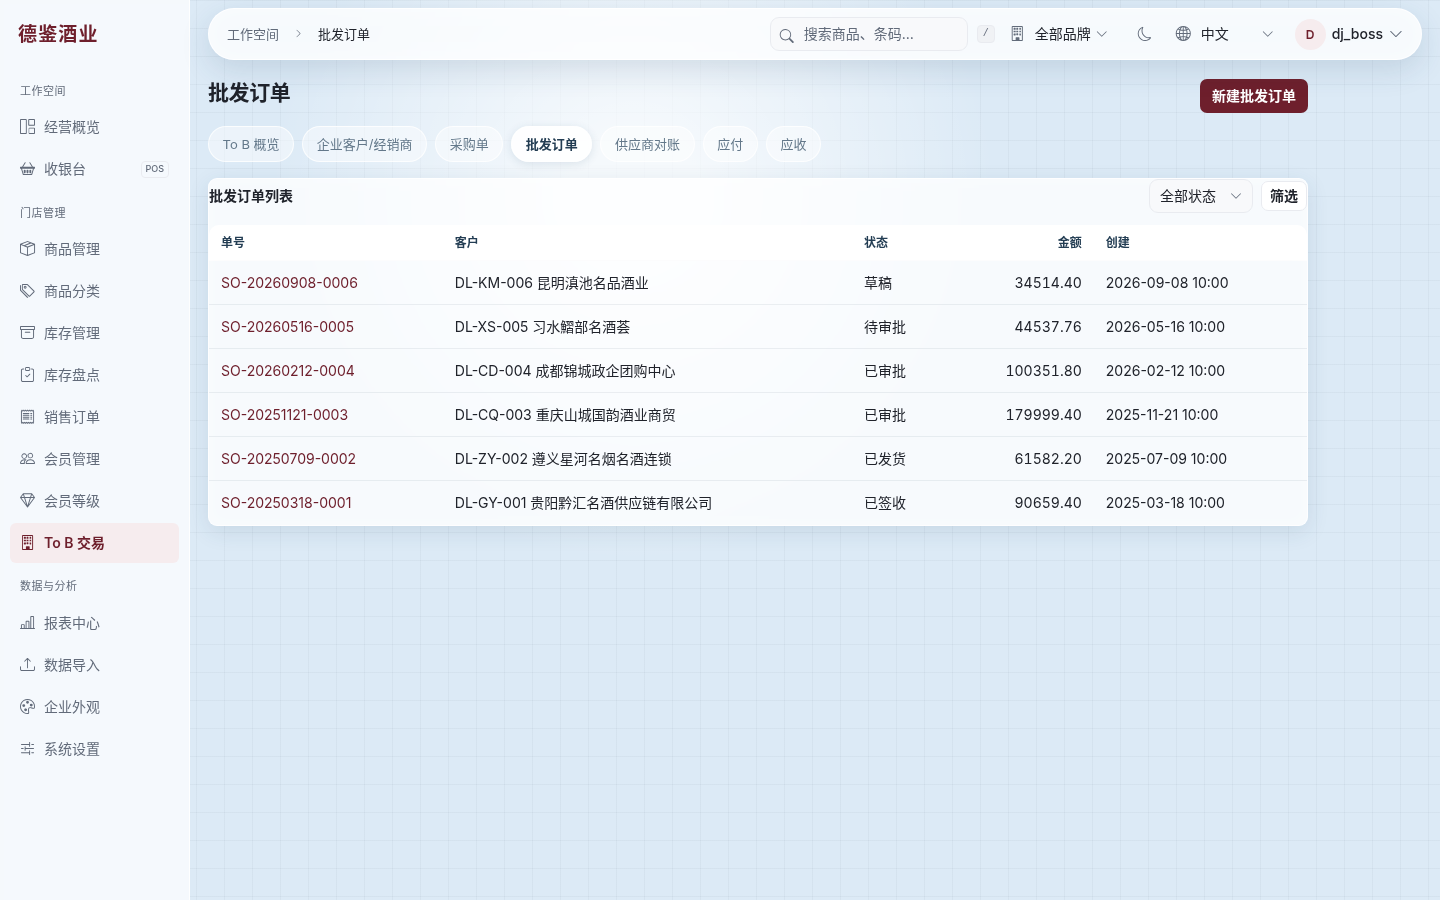 德鉴酒业
工作空间
经营概览
收银台 POS
门店管理
商品管理
商品分类
库存管理
库存盘点
销售订单
会员管理
会员等级
To B 交易
数据与分析
报表中心
数据导入
企业外观
系统设置
工作空间 批发订单 搜索商品、条码... / 全部品牌 中文 D dj_boss
批发订单 新建批发订单
To B 概览 企业客户/经销商 采购单 批发订单 供应商对账 应付 应收
批发订单列表 全部状态 筛选
单号 客户 状态 金额 创建
SO-20260908-0006 DL-KM-006 昆明滇池名品酒业 草稿 34514.40 2026-09-08 10:00
SO-20260516-0005 DL-XS-005 习水鰼部名酒荟 待审批 44537.76 2026-05-16 10:00
SO-20260212-0004 DL-CD-004 成都锦城政企团购中心 已审批 100351.80 2026-02-12 10:00
SO-20251121-0003 DL-CQ-003 重庆山城国韵酒业商贸 已审批 179999.40 2025-11-21 10:00
SO-20250709-0002 DL-ZY-002 遵义星河名烟名酒连锁 已发货 61582.20 2025-07-09 10:00
SO-20250318-0001 DL-GY-001 贵阳黔汇名酒供应链有限公司 已签收 90659.40 2025-03-18 10:00